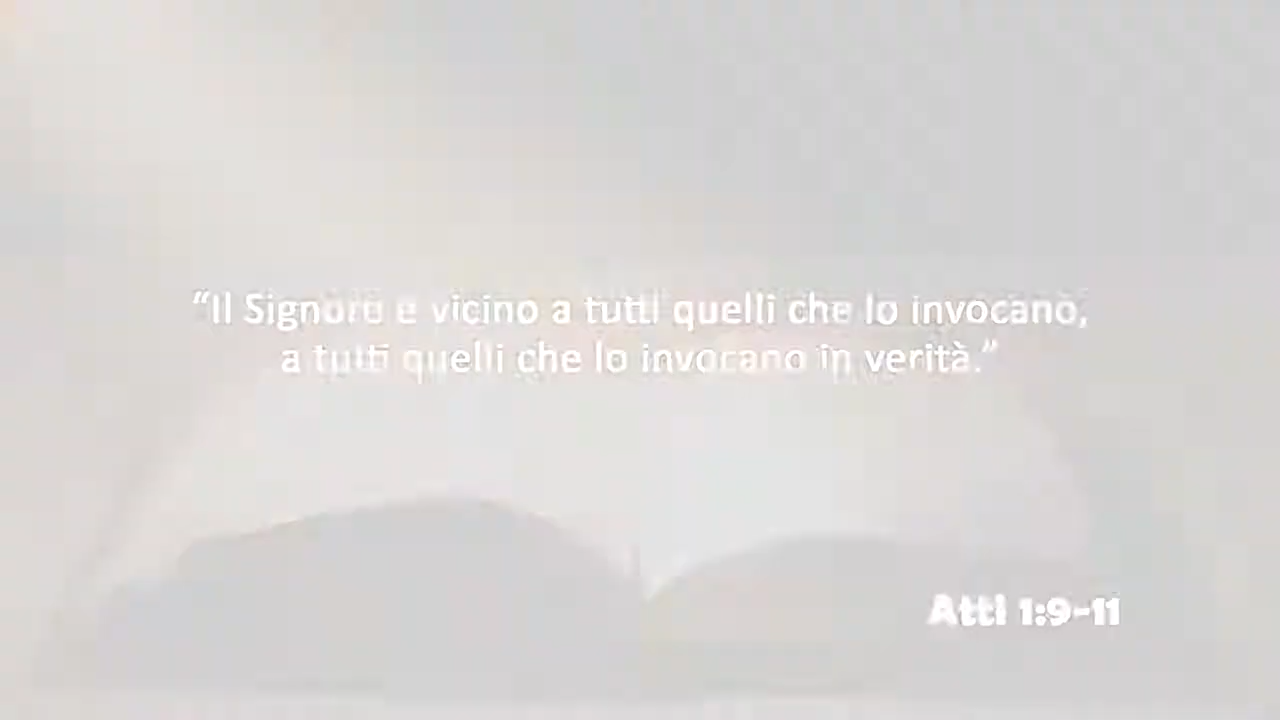 “Il Signore è vicino a tutti quelli che lo invocano,
a tutti quelli che lo invocano in verità.”
Atti 1:9-11